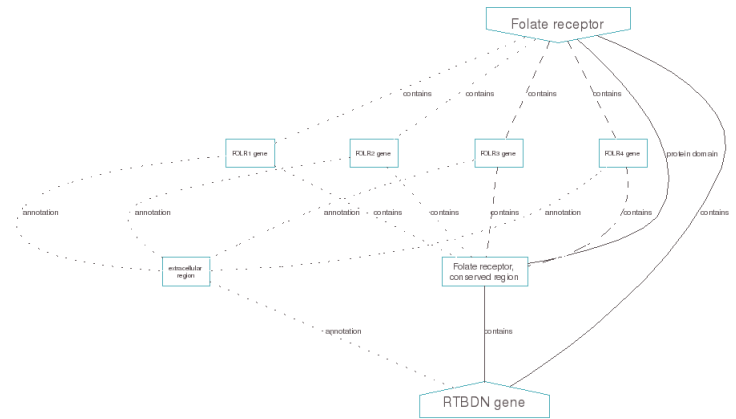 Folate receptor
contains
contains
contains
contains
FOLR1 gene
FOLR2 gene
FOLR3 gene
FOLR4 gene
protein domain
annotation
annotation
annotation
contains
contains
contains
annotation
contains
contains
extracellular
region
Folate receptor,
conserved region
annotation
contains
RTBDN gene